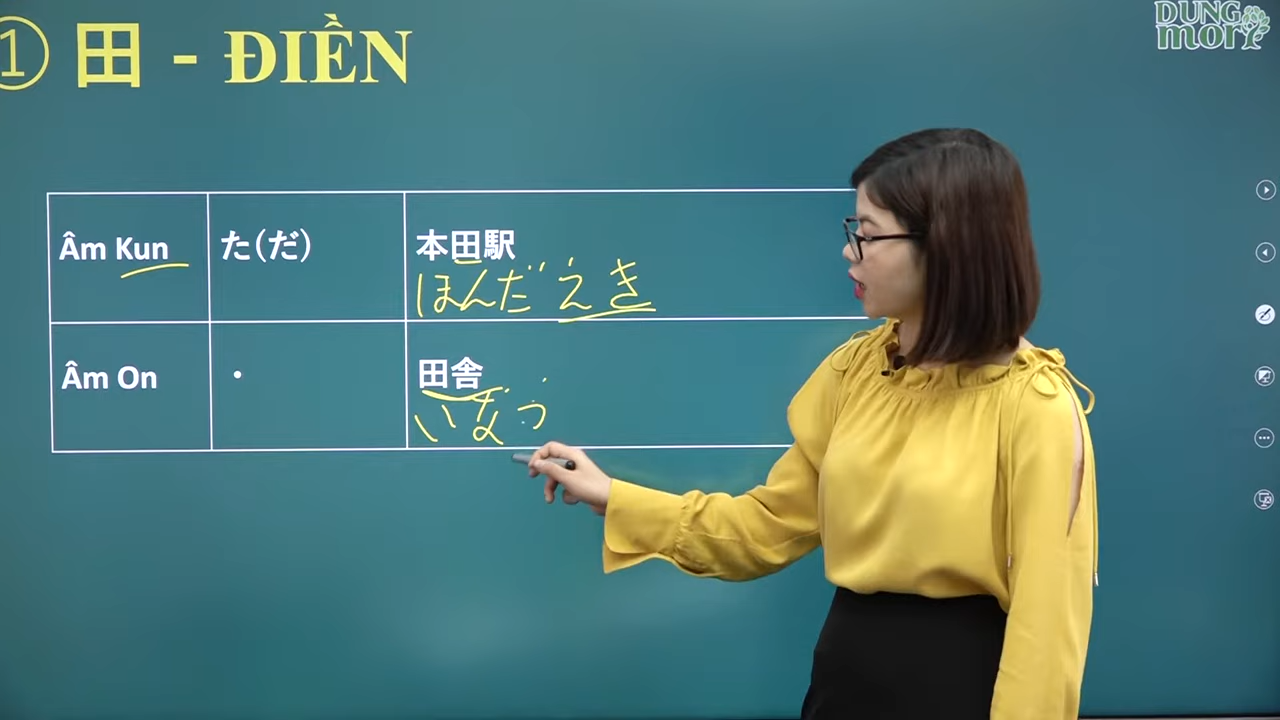 ① 田 - ĐIỀN
DUNG
mori
Âm Kun
た(だ)
本田駅
ほんだえき
Âm On
•
田舎
いなう